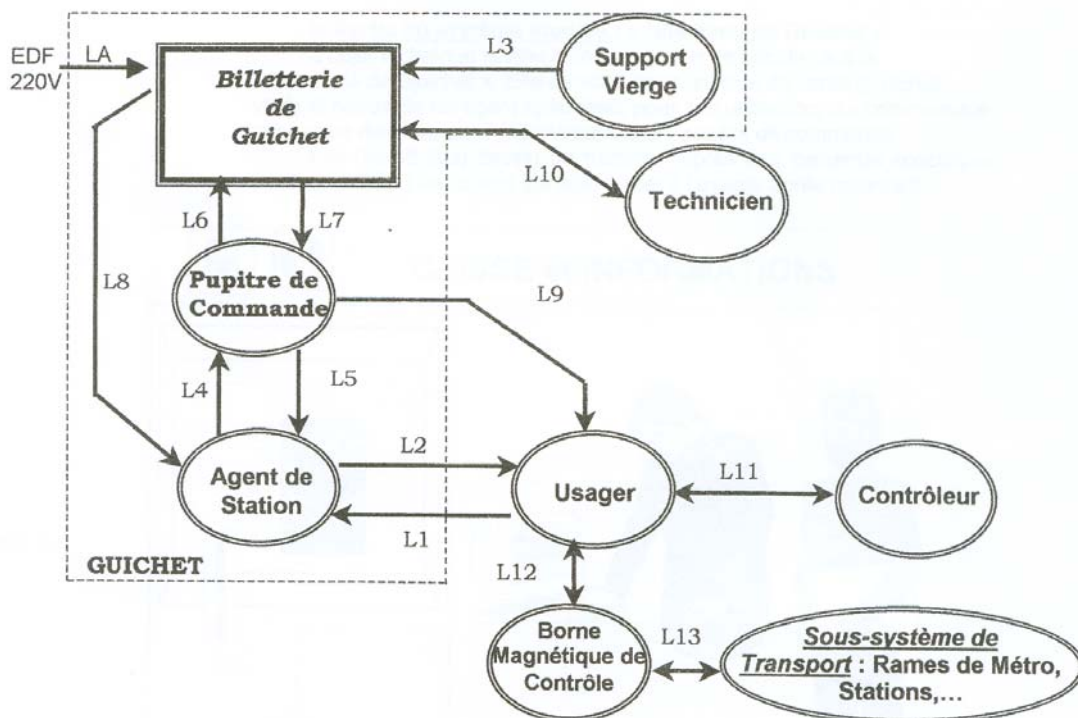 EDF
220V
LA
Billetterie
de
Guichet
L3
Support
Vierge
L10
Technicien
L6
L7
L8
Pupitre de
Commande
L9
L4
L5
Agent de
Station
L2
L1
Usager
L11
Contrôleur
GUICHET
L12
Borne
Magnétique de
Contrôle
L13
Sous-système de
Transport : Rames de Métro,
Stations,...